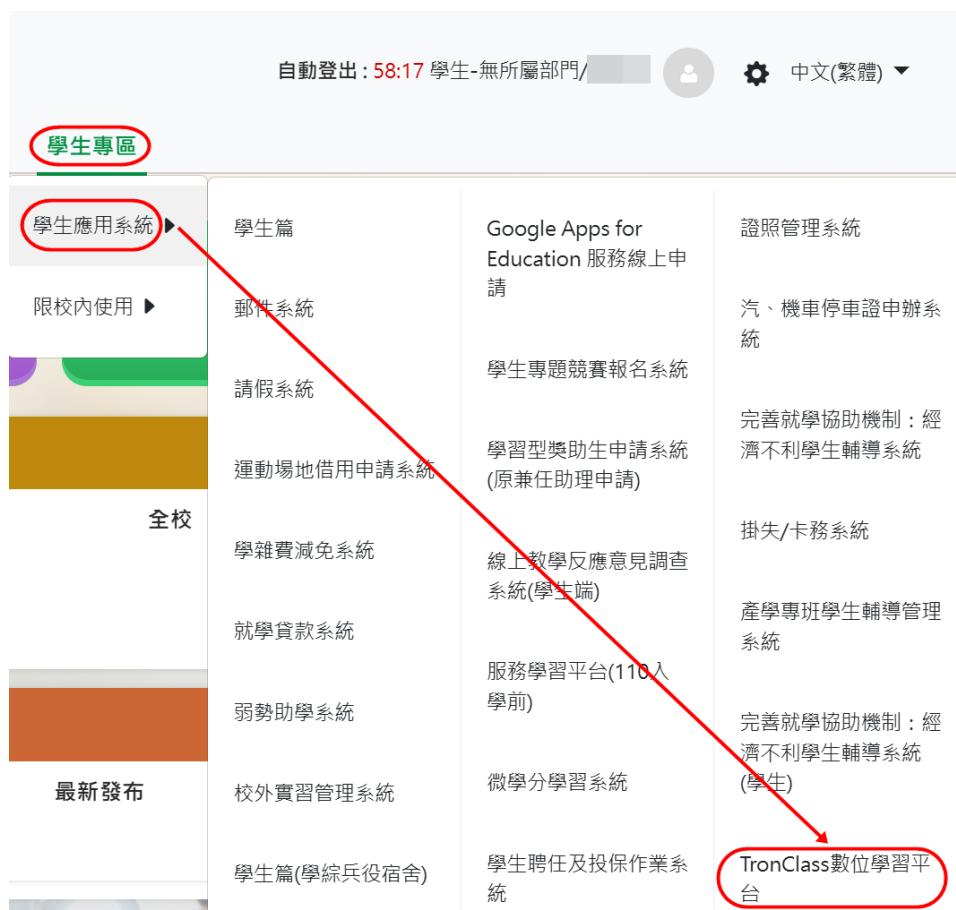 自動登出 : 58:17 學生-無所屬部門/
中文(繁體)
學生專區
學生應用系統
限校內使用
學生篇
郵件系統
請假系統
運動場地借用申請系統
學雜費減免系統
就學貸款系統
弱勢助學系統
校外實習管理系統
學生篇(學綜兵役宿舍)
Google Apps for
Education 服務線上申
請
學生專題競賽報名系統
學習型獎助生申請系統
(原兼任助理申請)
線上教學反應意見調查
系統(學生端)
服務學習平台(110入
學前)
微學分學習系統
學生聘任及投保作業系
統
證照管理系統
汽、機車停車證申辦系
統
完善就學協助機制：經
濟不利學生輔導系統
掛失/卡務系統
產學專班學生輔導管理
系統
完善就學協助機制：經
濟不利學生輔導系統
(學生)
TronClass數位學習平
台
全校
最新發布